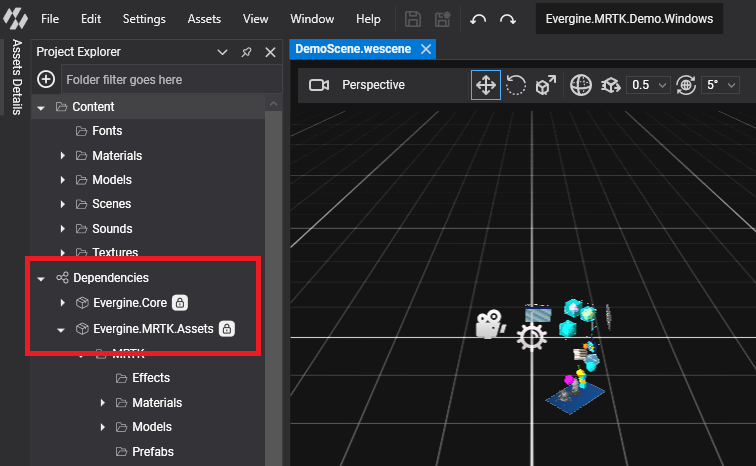 File Edit Settings Assets View Window Help Evergine.MRTK.Demo.Windows
Assets Details
Project Explorer
DemoScene.wescene
Folder filter goes here
Perspective
0.5
5°
Content
Fonts
Materials
Models
Scenes
Sounds
Textures
Dependencies
Evergine.Core
Evergine.MRTK.Assets
MRTK
Effects
Materials
Models
Prefabs